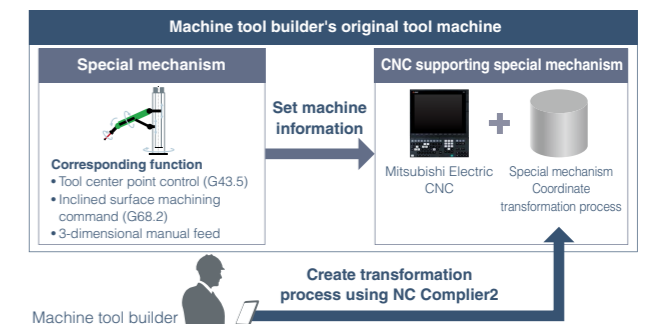 Machine tool builder's original tool machine
Special mechanism
Corresponding function
• Tool center point control (G43.5)
• Inclined surface machining
command (G68.2)
• 3-dimensional manual feed
Set machine
information
CNC supporting special mechanism
Mitsubishi Electric
CNC
+
Special mechanism
Coordinate
transformation process
Create transformation
process using NC Complier2
Machine tool builder